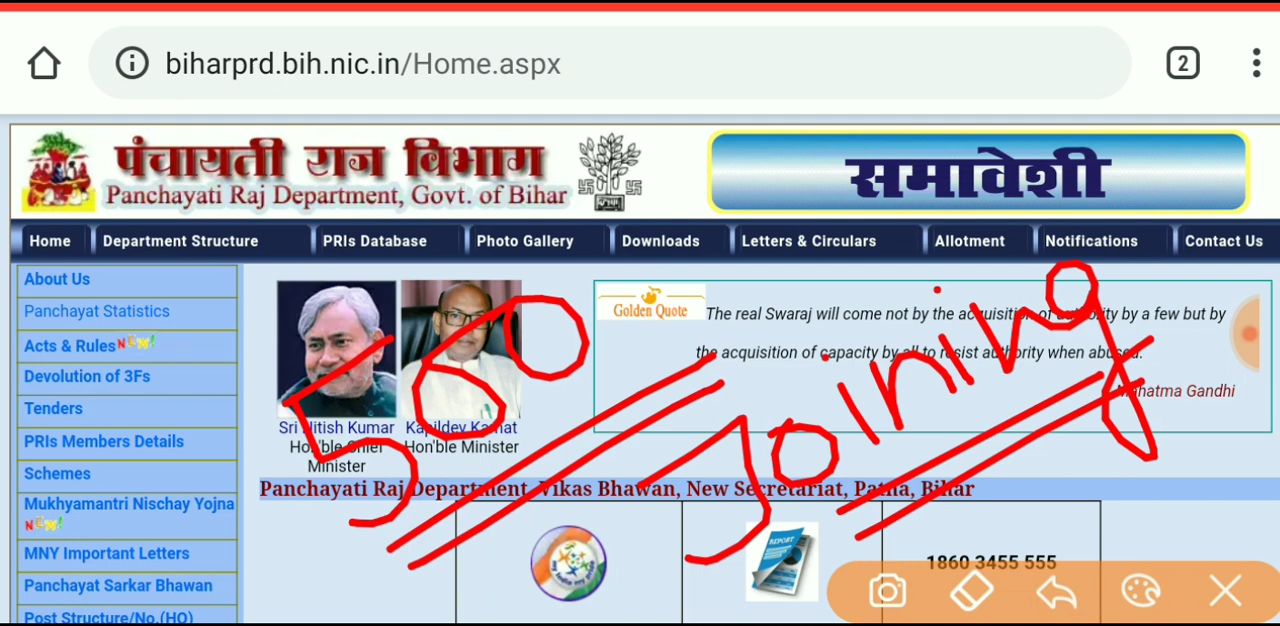 biharprd.bih.nic.in/Home.aspx
2
पंचायती राज विभाग
Panchayati Raj Department, Govt. of Bihar
समावेशी
Home
Department Structure
PRIs Database
Photo Gallery
Downloads
Letters & Circulars
Allotment
Notifications
Contact Us
About Us
Panchayat Statistics
Acts & Rules NEW!
Devolution of 3Fs
Tenders
PRIs Members Details
Schemes
Mukhyamantri Nischay Yojna
NEW!
MNY Important Letters
Panchayat Sarkar Bhawan
Post Structure/No.(HQ)
Sri Nitish Kumar
Hon'ble Chief
Minister
Kapildev Kamat
Hon'ble Minister
Golden Quote
The real Swaraj will come not by the acquisition of authority by a few but by
the acquisition of capacity by all to resist authority when abused.
Mahatma Gandhi
500
Joining
Panchayati Raj Department, Vikas Bhawan, New Secretariat, Patna, Bihar
REPORT
1860 3455 555